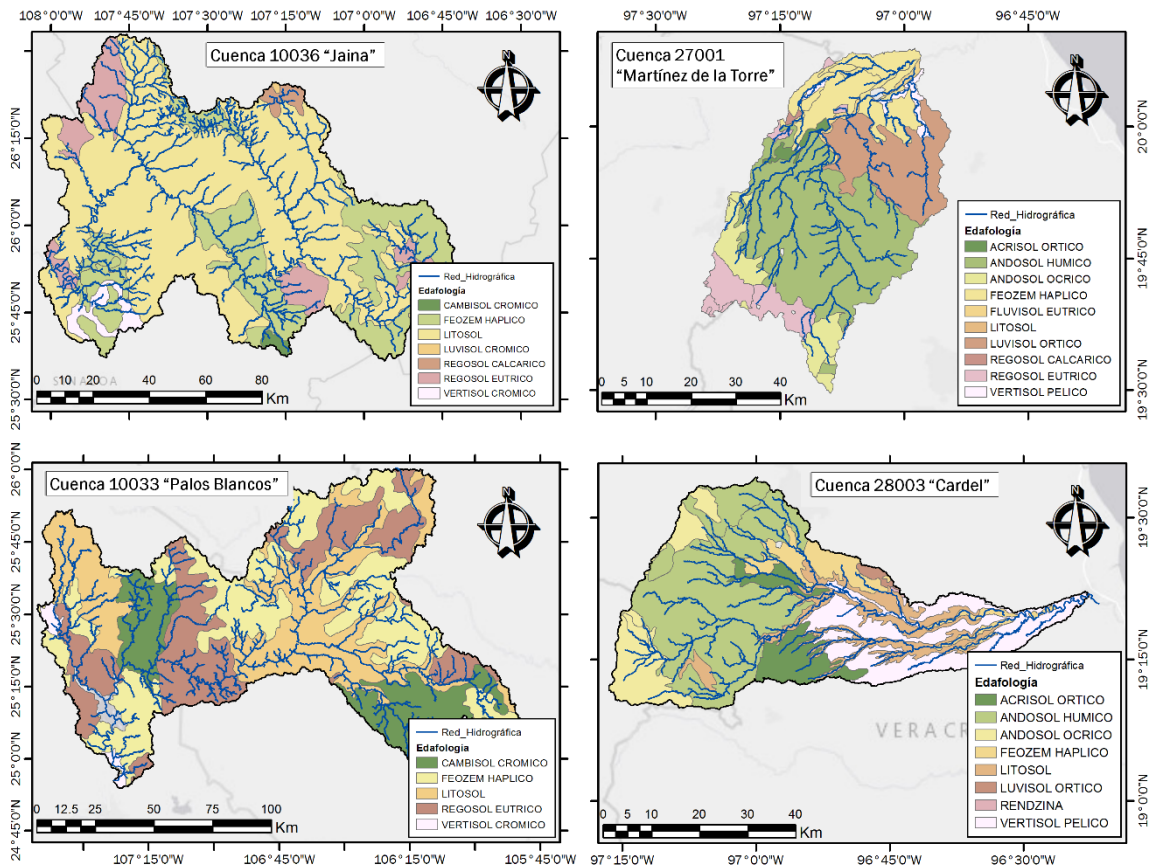 108° 0'0"W 107° 45'0"W 107° 30'0"W 107° 15'0"W 107° 0'0"W 106° 45'0"W
Cuenca 10036 “Jaina”
N
26° 15'0"N
26° 0'0"N
25° 45'0"N
25° 30'0"N
Red_Hidrográfica
Edafología
CAMBISOL CROMICO
FEOZEM HAPLICO
LITOSOL
LUVISOL CROMICO
REGOSOL CALCARICO
REGOSOL EUTRICO
VERTISOL CROMICO
0 10 20 40 60 80
Km
97° 30'0"W 97° 15'0"W 97° 0'0"W 96° 45'0"W
Cuenca 27001
“Martínez de la Torre”
N
20° 0'0"N
19° 45'0"N
19° 30'0"N
Red_Hidrográfica
Edafología
ACRISOL ORTICO
ANDOSOL HUMICO
ANDOSOL OCRICO
FEOZEM HAPLICO
FLUVISOL EUTRICO
LITOSOL
LUVISOL ORTICO
REGOSOL CALCARICO
REGOSOL EUTRICO
VERTISOL PELICO
0 5 10 20 30 40
Km
Cuenca 10033 “Palos Blancos”
N
26° 0'0"N
25° 45'0"N
25° 30'0"N
25° 15'0"N
25° 0'0"N
24° 45'0"N
Red_Hidrográfica
Edafología
CAMBISOL CROMICO
FEOZEM HAPLICO
LITOSOL
REGOSOL EUTRICO
VERTISOL CROMICO
0 12.5 25 50 75 100
Km
107° 15'0"W 106° 45'0"W 106° 15'0"W 105° 45'0"W
Cuenca 28003 “Cardel”
N
19° 30'0"N
19° 15'0"N
19° 0'0"N
VERACR
Red_Hidrográfica
Edafología
ACRISOL ORTICO
ANDOSOL HUMICO
ANDOSOL OCRICO
FEOZEM HAPLICO
LITOSOL
LUVISOL ORTICO
RENDZINA
VERTISOL PELICO
0 5 10 20 30 40
Km
97° 15'0"W 97° 0'0"W 96° 45'0"W 96° 30'0"W